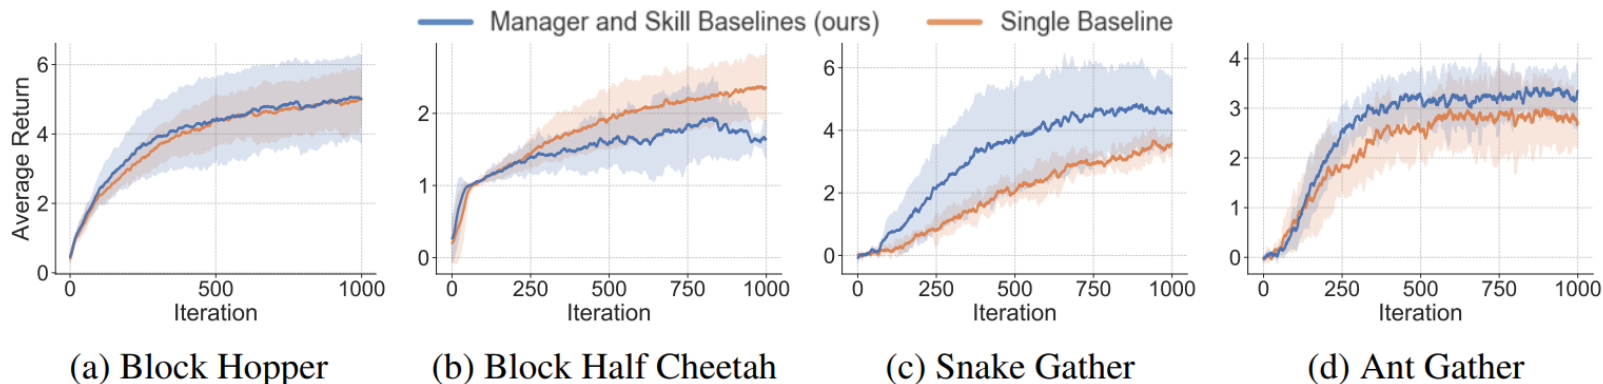 Manager and Skill Baselines (ours) Single Baseline
Average Return
6
4
2
0
0 500 1000
Iteration
(a) Block Hopper
2
1
0
0 250 500 750 1000
Iteration
(b) Block Half Cheetah
6
4
2
0
0 250 500 750 1000
Iteration
(c) Snake Gather
4
3
2
1
0
0 250 500 750 1000
Iteration
(d) Ant Gather